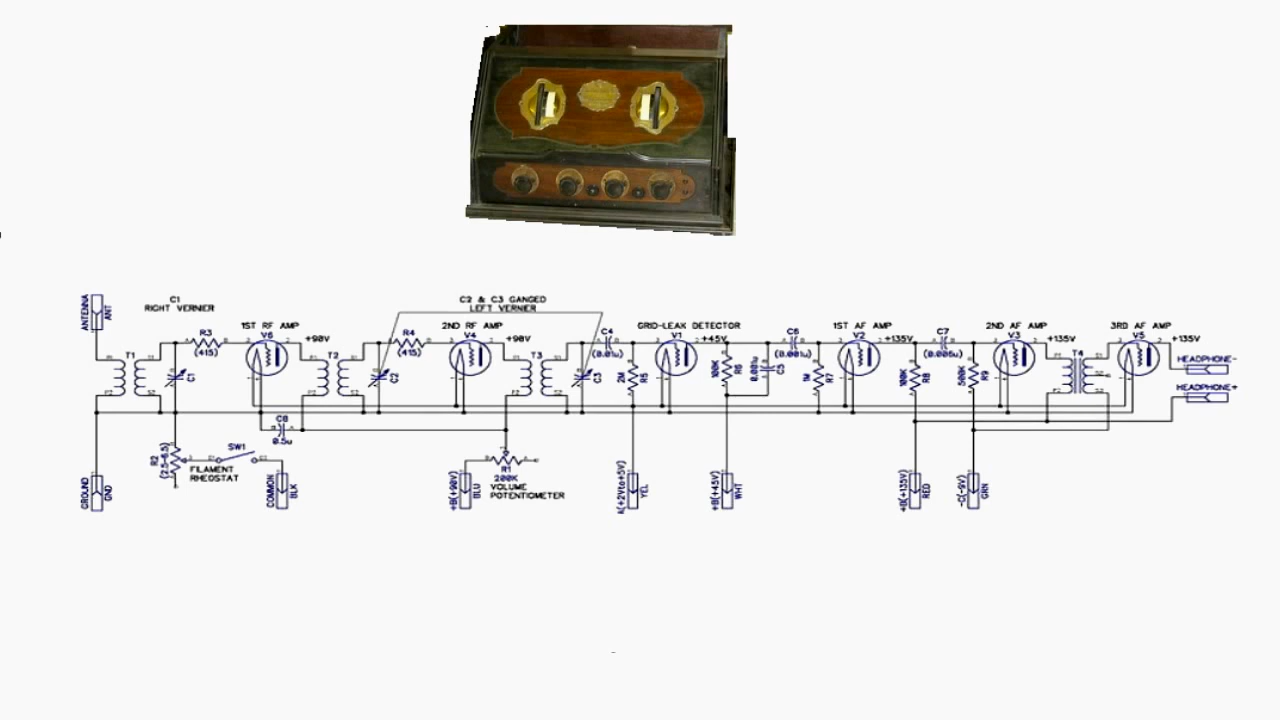 C1
RIGHT VERNIER
C2 & C3 GANGED
LEFT VERNIER
ANTENNA
ANT
R3
(415)
1ST RF AMP
V6
+90V
R4
(415)
2ND RF AMP
V4
+90V
C4
(0.01u)
GRID-LEAK DETECTOR
V1
+45V
C6
(0.001u)
1ST AF AMP
V2
+135V
C7
(0.005u)
2ND AF AMP
V3
+135V
3RD AF AMP
V5
+135V
T1
C1
T2
C2
T3
C3
2M
R5
100K
R6
0.001u
C5
1M
R7
100K
R8
500K
R9
T4
HEADPHONE-
HEADPHONE+
C8
0.5u
R2
(2.5-6.5)
SW1
FILAMENT
RHEOSTAT
R1
200K
VOLUME
POTENTIOMETER
GROUND
GND
COMMON
BLK
+B(+90V)
BLU
A(+2Vto+5V)
YEL
+B(+45V)
WHT
+B(+135V)
RED
-C(-9V)
GRN